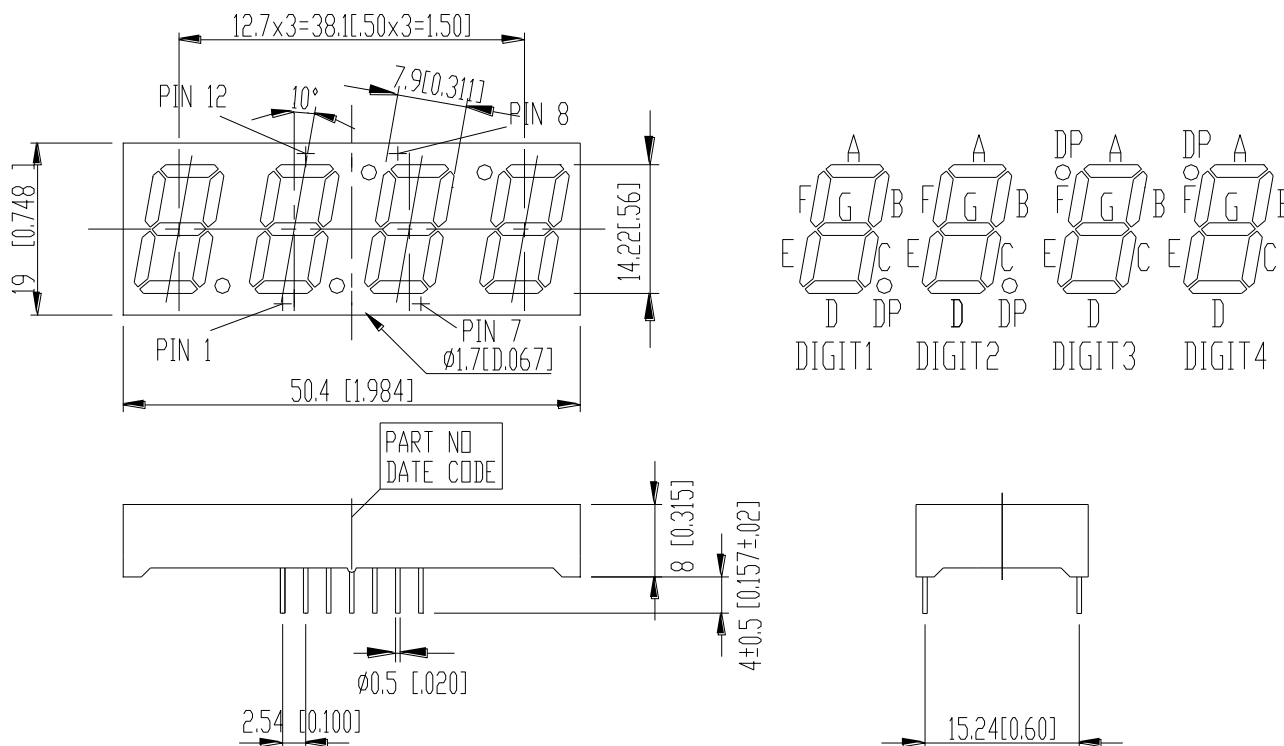 12.7x3=38.1[.50x3=1.50]
7.9[0.311]
PIN 12
10°
PIN 8
19 [0.748]
14.22[.56]
PIN 1
PIN 7
ø1.7[D.067]
50.4 [1.984]
A
F G B
E C
D DP
DIGIT1
A
F G B
E C
D DP
DIGIT2
DP A
F G B
E C
D
DIGIT3
DP A
F G B
E C
D
DIGIT4
PART NO
DATE CODE
8 [0.315]
4±0.5 [0.157±.02]
ø0.5 [.020]
2.54 [0.100]
15.24[0.60]